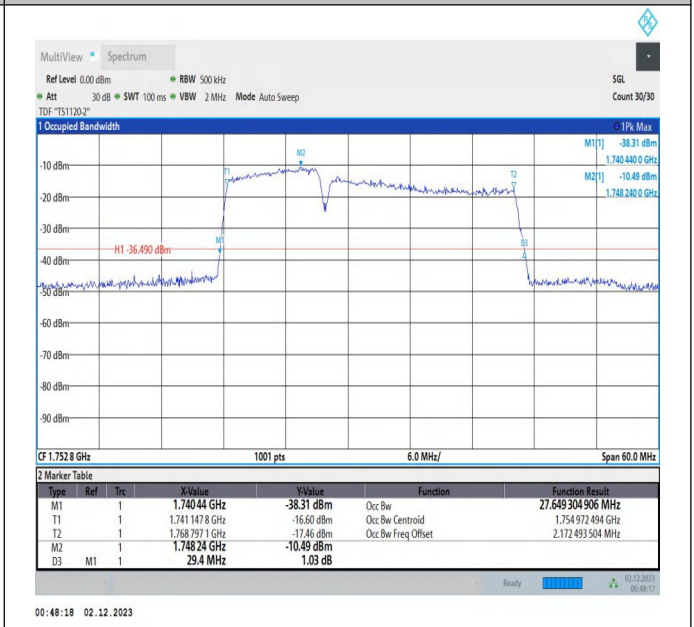 MultiView Spectrum
Ref Level 0.00 dBm RBW 500 kHz SGL
Att 30 dB SWT 100 ms VBW 2 MHz Mode Auto Sweep Count 30/30
TDF "TS1120-2"
1 Occupied Bandwidth 1Pk Max
M1[1] -38.31 dBm
1.740 440 0 GHz
M2[1] -10.49 dBm
1.748 240 0 GHz
M2
T1
T2
M1
D3
H1 -36.490 dBm
-10 dBm
-20 dBm
-30 dBm
-40 dBm
-50 dBm
-60 dBm
-70 dBm
-80 dBm
-90 dBm
CF 1.752 8 GHz 1001 pts 6.0 MHz/ Span 60.0 MHz
2 Marker Table
Type Ref Trc X-Value Y-Value Function Function Result
M1 1 1.740 44 GHz -38.31 dBm Occ Bw 27.649 304 906 MHz
T1 1 1.741 147 8 GHz -16.60 dBm Occ Bw Centroid 1.754 972 494 GHz
T2 1 1.768 797 1 GHz -17.46 dBm Occ Bw Freq Offset 2.172 493 504 MHz
M2 1 1.748 24 GHz -10.49 dBm
D3 M1 1 29.4 MHz 1.03 dB
Ready 02.12.2023
00:48:17
00:48:18 02.12.2023